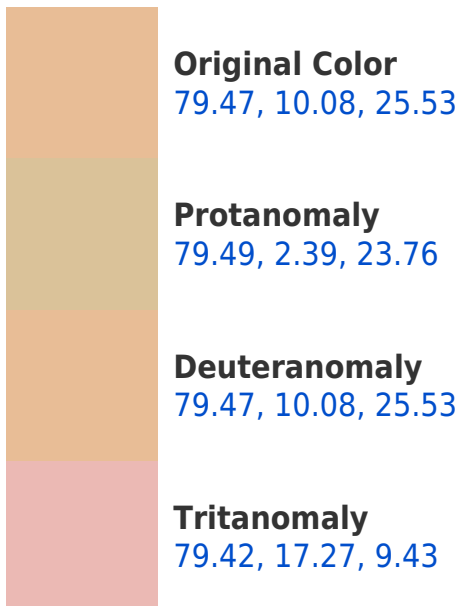 Original Color
79.47, 10.08, 25.53
Protanomaly
79.49, 2.39, 23.76
Deuteranomaly
79.47, 10.08, 25.53
Tritanomaly
79.42, 17.27, 9.43